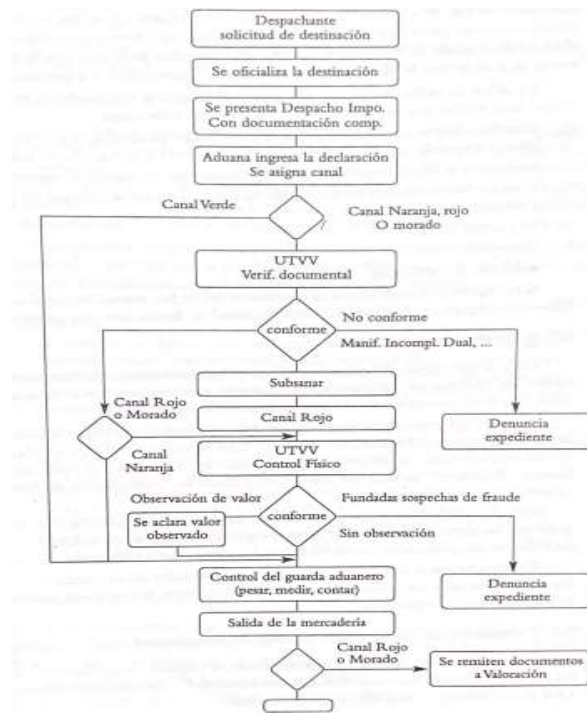 Despachante
solicitud de destinación
Se oficializa la destinación
Se presenta Despacho Impo.
Con documentación comp.
Aduana ingresa la declaración
Se asigna canal
Canal Verde
Canal Naranja, rojo
O morado
UTVV
Verif. documental
conforme
No conforme
Manif. Incompl. Dual, ...
Subsanar
Canal Rojo
o Morado
Canal Rojo
Denuncia
expediente
Canal
Naranja
UTVV
Control Físico
Observación de valor
Fundadas sospechas de fraude
conforme
Se aclara valor
observado
Sin observación
Control del guarda aduanero
(pesar, medir, contar)
Denuncia
expediente
Salida de la mercadería
Canal Rojo
o Morado
Se remiten documentos
a Valoración